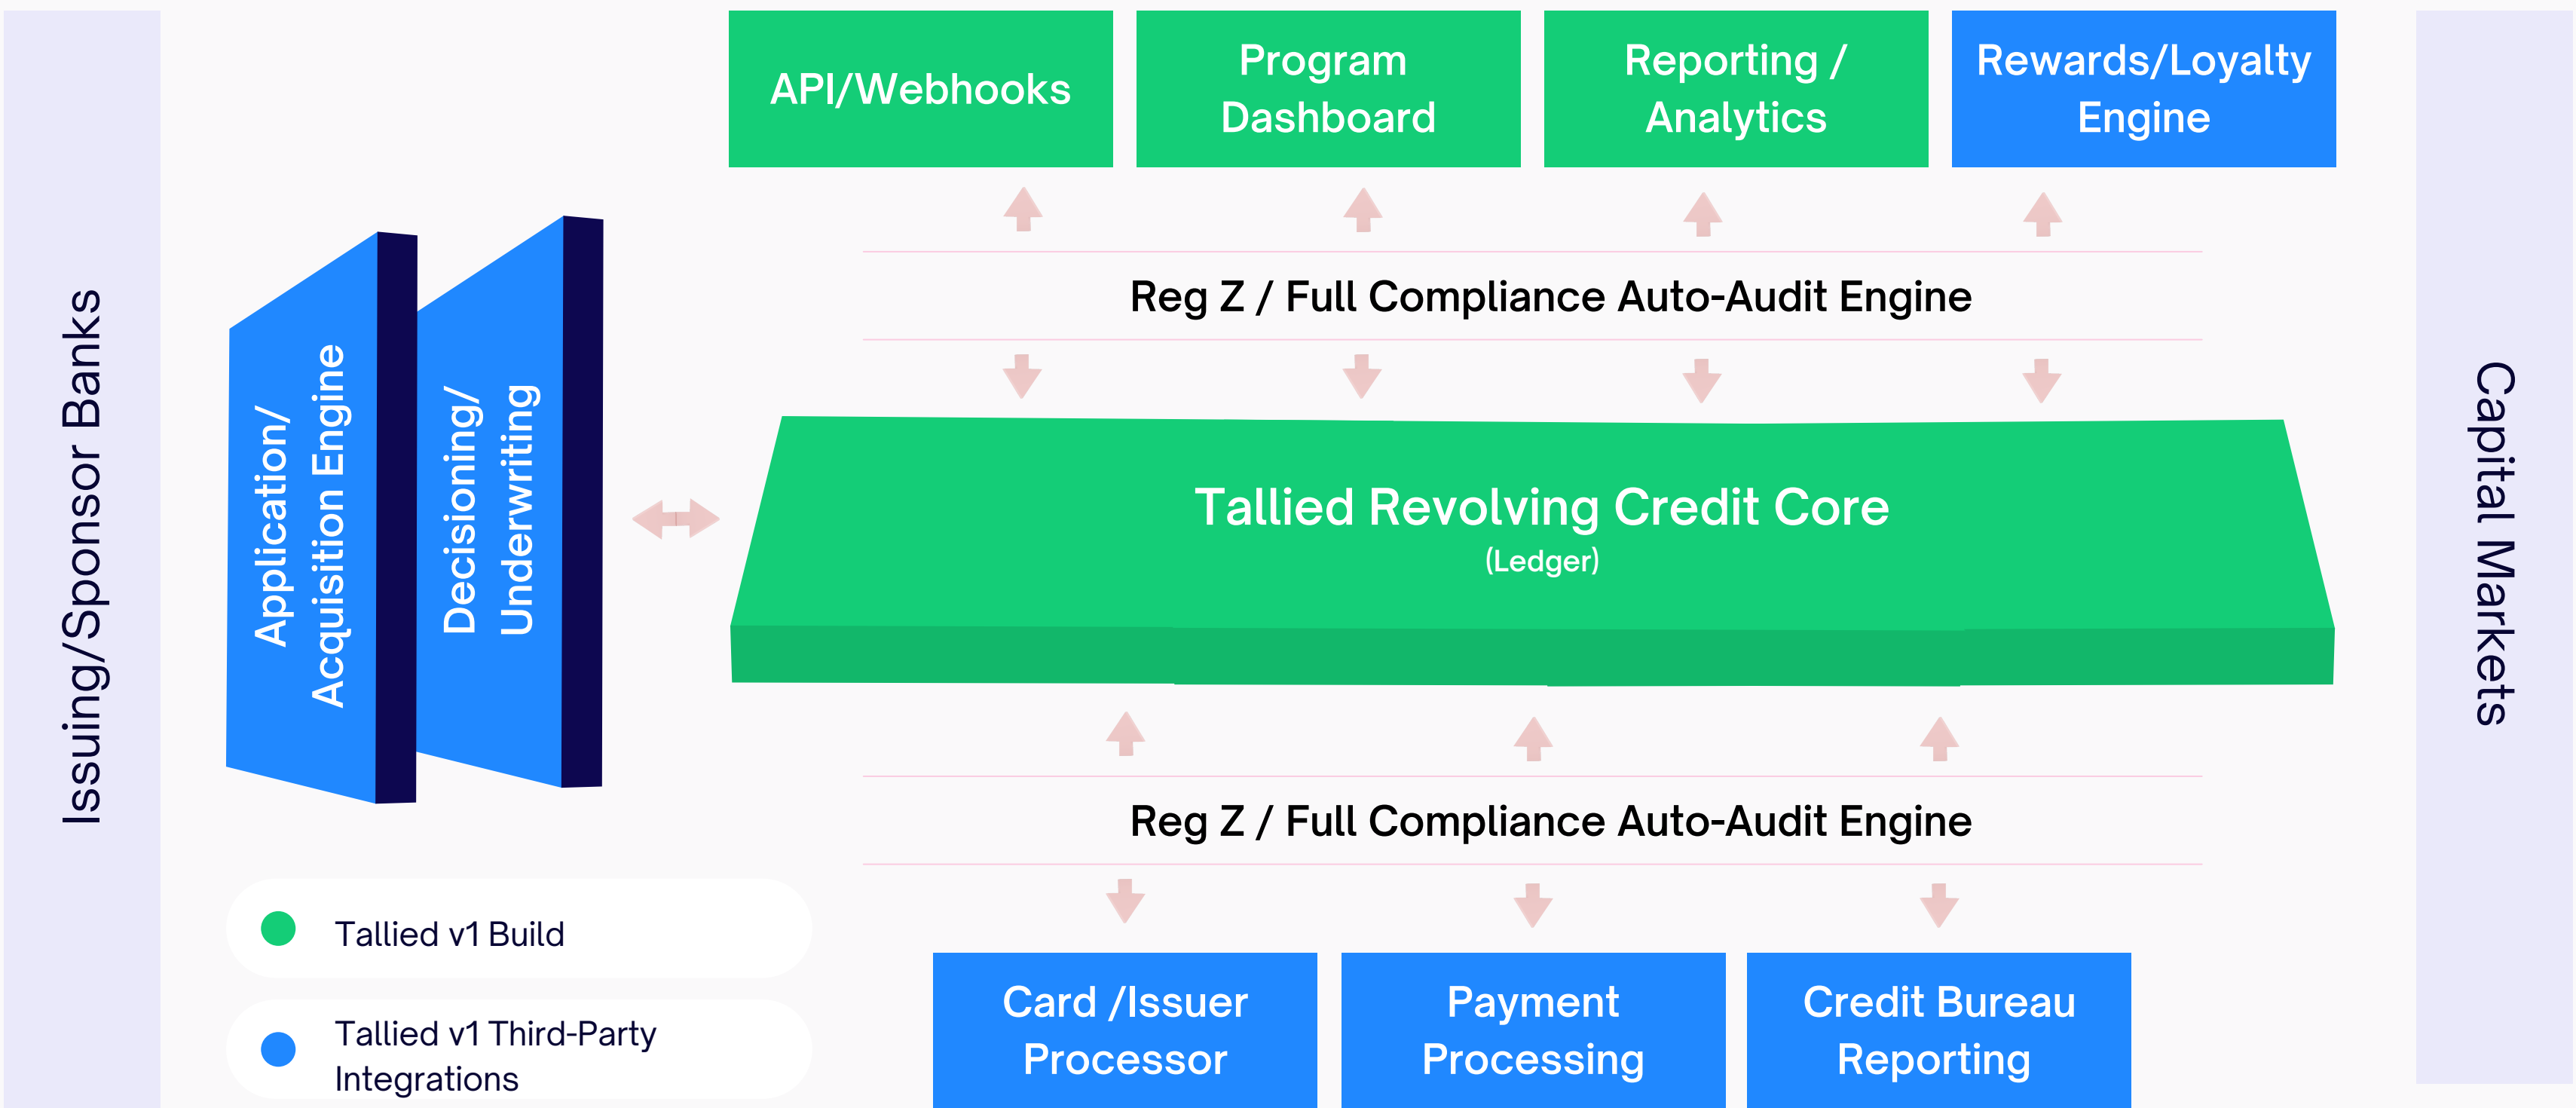 Issuing/Sponsor Banks
Application/
Acquisition Engine
Decisioning/
Underwriting
API/Webhooks
Program
Dashboard
Reporting /
Analytics
Rewards/Loyalty
Engine
Reg Z / Full Compliance Auto-Audit Engine
Tallied Revolving Credit Core
(Ledger)
Reg Z / Full Compliance Auto-Audit Engine
Card /Issuer
Processor
Payment
Processing
Credit Bureau
Reporting
Tallied v1 Build
Tallied v1 Third-Party
Integrations
Capital Markets